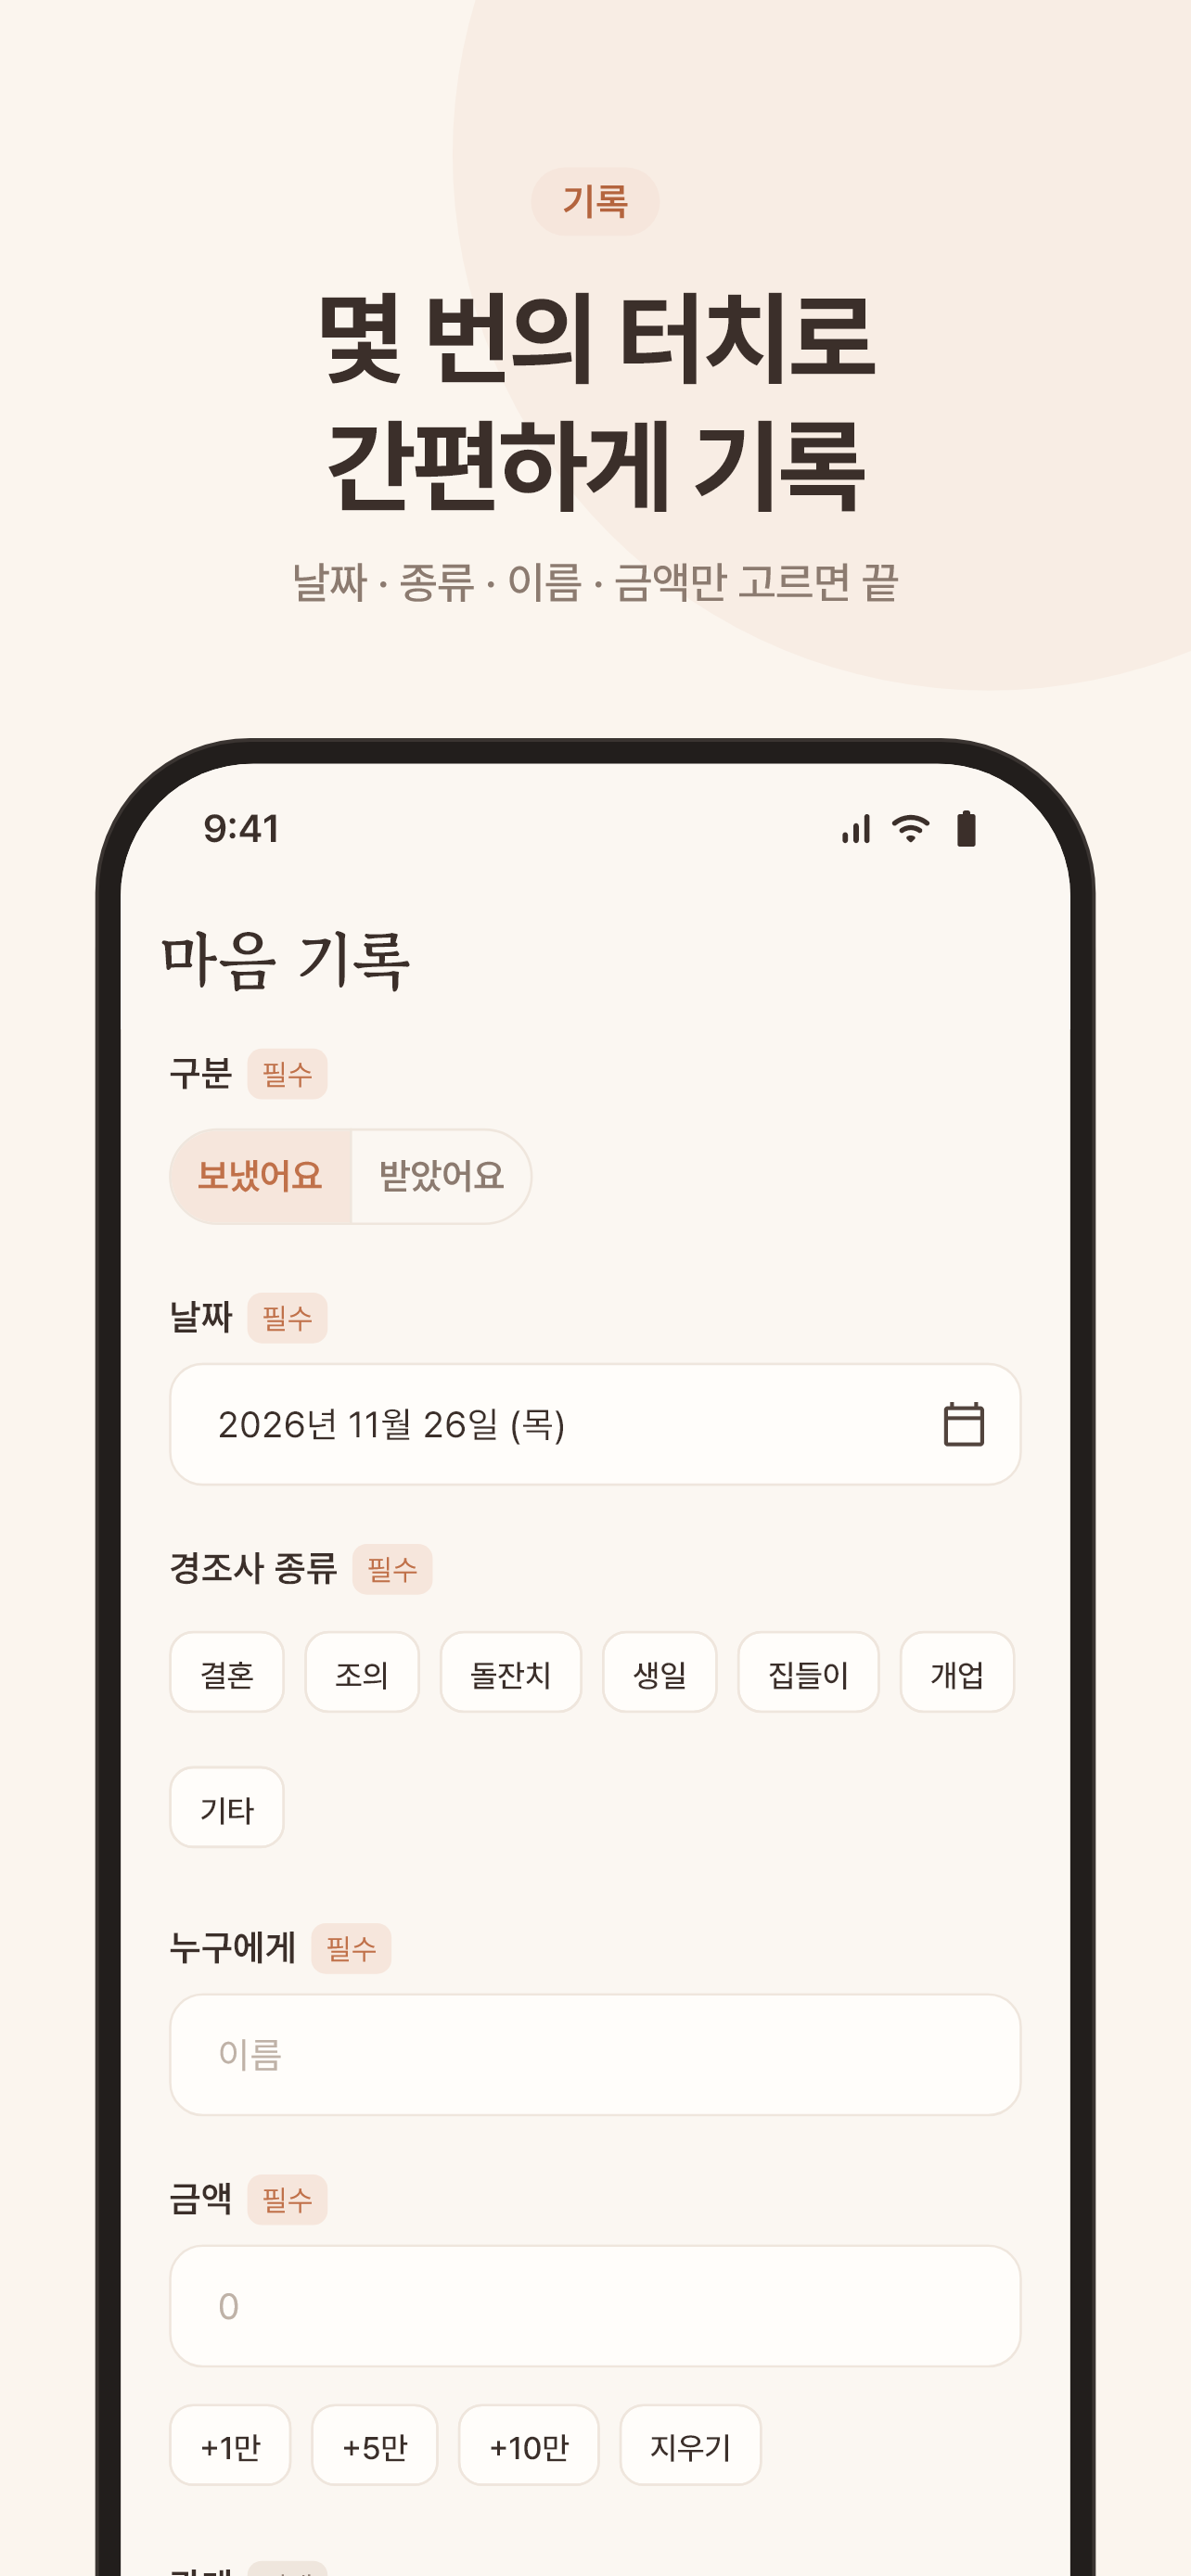 기록
몇 번의 터치로
간편하게 기록
날짜 · 종류 · 이름 · 금액만 고르면 끝
9:41
마음 기록
구분 필수
보냈어요 받았어요
날짜 필수
2026년 11월 26일 (목)
경조사 종류 필수
결혼 조의 돌잔치 생일 집들이 개업
기타
누구에게 필수
이름
금액 필수
0
+1만 +5만 +10만 지우기